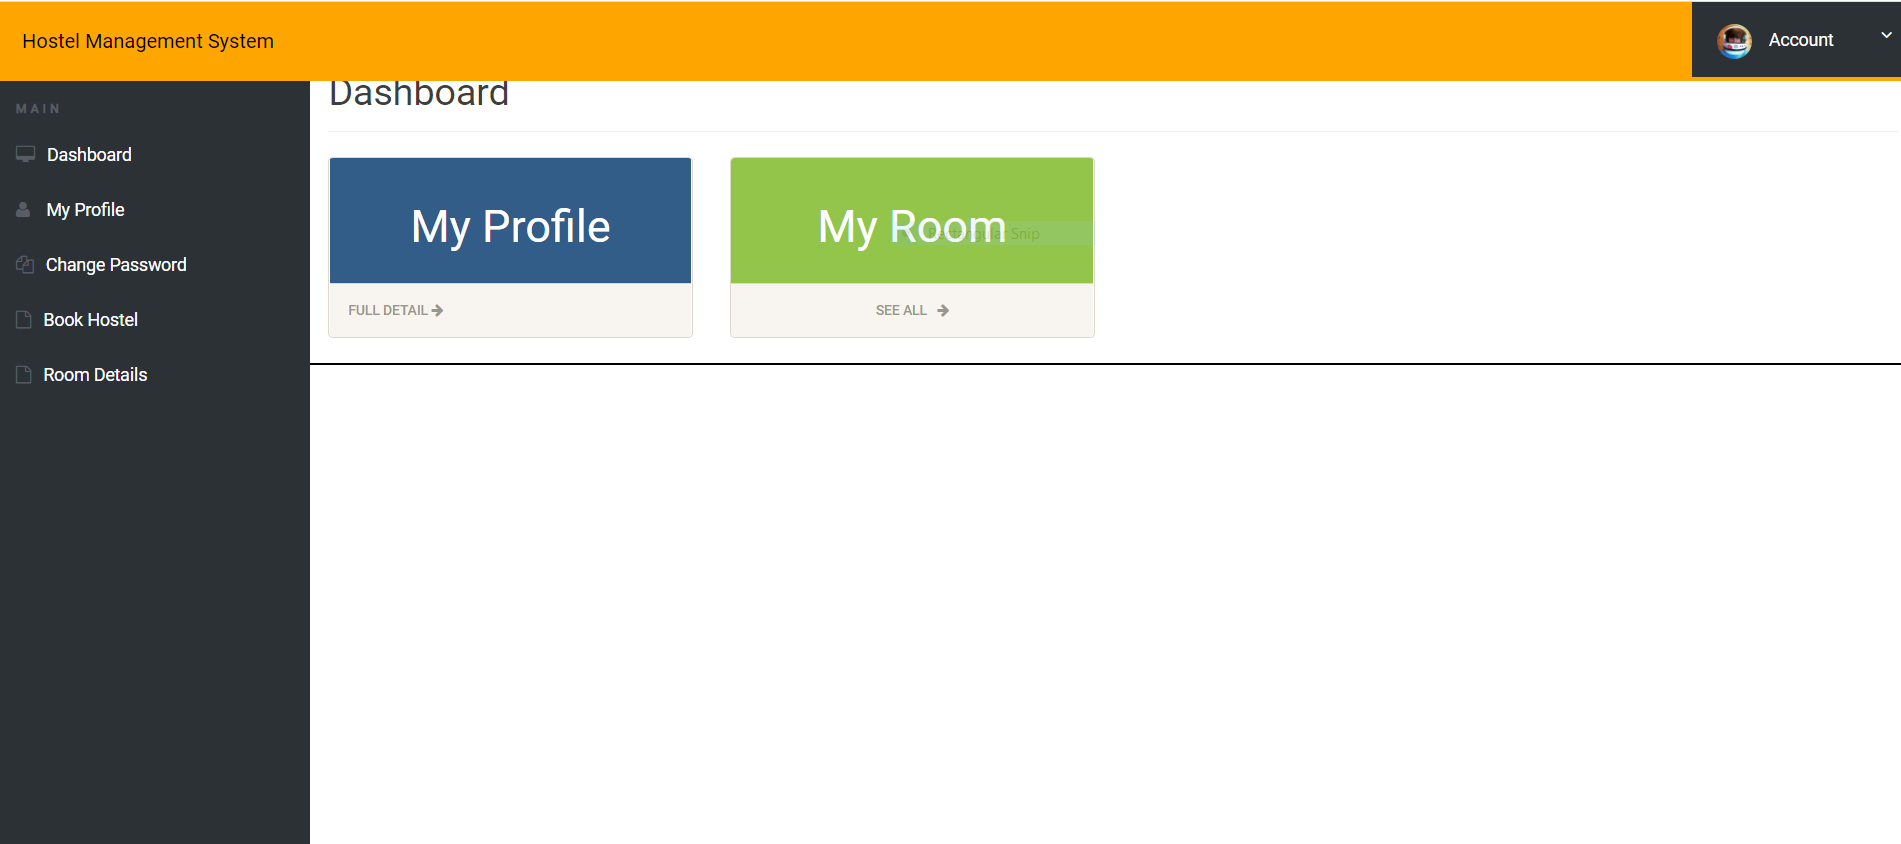 Hostel Management System
Account
MAIN
Dashboard
My Profile
Change Password
Book Hostel
Room Details
Dashboard
My Profile
FULL DETAIL
My Room
Rectangular Snip
SEE ALL